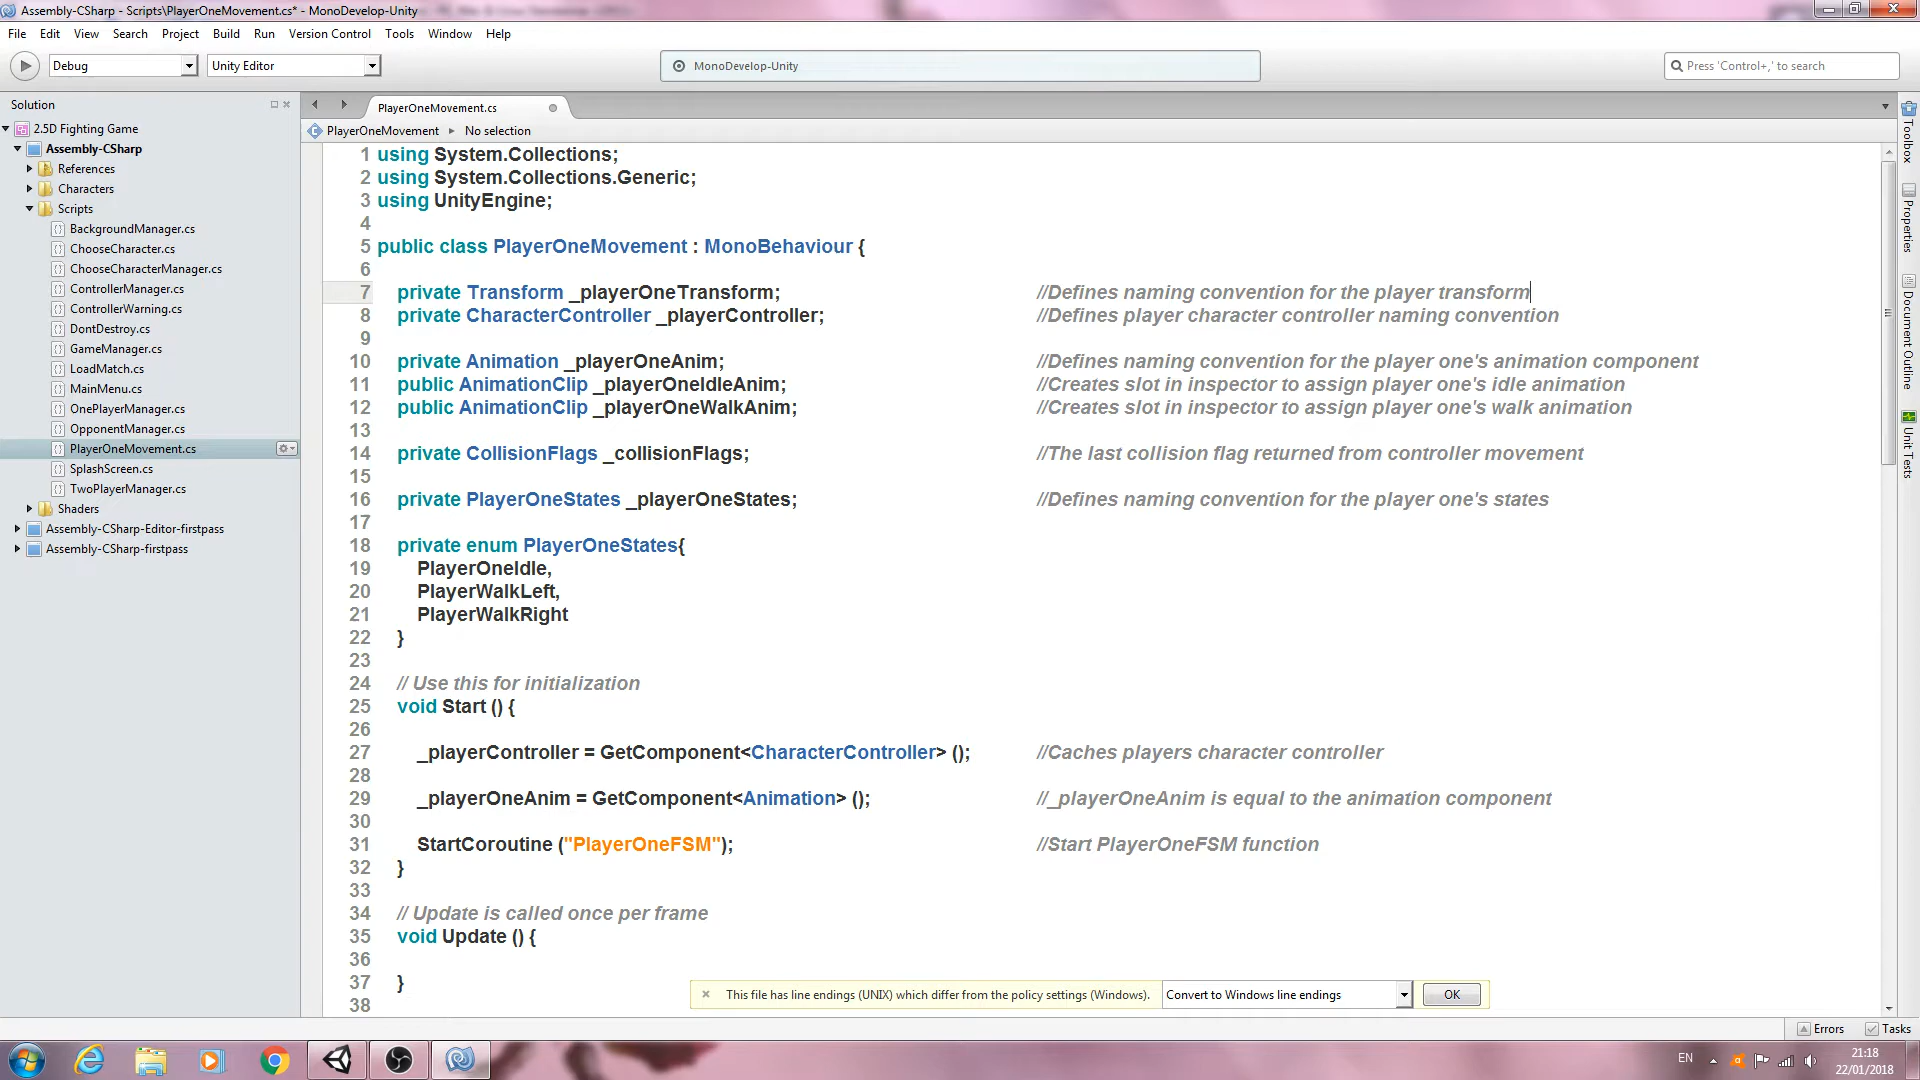 Assembly-CSharp - Scripts\PlayerOneMovement.cs* - MonoDevelop-Unity
File Edit View Search Project Build Run Version Control Tools Window Help
Debug Unity Editor MonoDevelop-Unity Press 'Control+,' to search
Solution
2.5D Fighting Game
Assembly-CSharp
References
Characters
Scripts
BackgroundManager.cs
ChooseCharacter.cs
ChooseCharacterManager.cs
ControllerManager.cs
ControllerWarning.cs
DontDestroy.cs
GameManager.cs
LoadMatch.cs
MainMenu.cs
OnePlayerManager.cs
OpponentManager.cs
PlayerOneMovement.cs
SplashScreen.cs
TwoPlayerManager.cs
Shaders
Assembly-CSharp-Editor-firstpass
Assembly-CSharp-firstpass
PlayerOneMovement.cs
PlayerOneMovement No selection
1 using System.Collections;
2 using System.Collections.Generic;
3 using UnityEngine;
4
5 public class PlayerOneMovement : MonoBehaviour {
6
7 private Transform _playerOneTransform; //Defines naming convention for the player transform
8 private CharacterController _playerController; //Defines player character controller naming convention
9
10 private Animation _playerOneAnim; //Defines naming convention for the player one's animation component
11 public AnimationClip _playerOneIdleAnim; //Creates slot in inspector to assign player one's idle animation
12 public AnimationClip _playerOneWalkAnim; //Creates slot in inspector to assign player one's walk animation
13
14 private CollisionFlags _collisionFlags; //The last collision flag returned from controller movement
15
16 private PlayerOneStates _playerOneStates; //Defines naming convention for the player one's states
17
18 private enum PlayerOneStates{
19 PlayerOneIdle,
20 PlayerWalkLeft,
21 PlayerWalkRight
22 }
23
24 // Use this for initialization
25 void Start () {
26
27 _playerController = GetComponent<CharacterController> (); //Caches players character controller
28
29 _playerOneAnim = GetComponent<Animation> (); //_playerOneAnim is equal to the animation component
30
31 StartCoroutine ("PlayerOneFSM"); //Start PlayerOneFSM function
32 }
33
34 // Update is called once per frame
35 void Update () {
36
37 }
38
This file has line endings (UNIX) which differ from the policy settings (Windows). Convert to Windows line endings OK
Toolbox
Properties
Document Outline
Unit Tests
Errors Tasks
EN
21:18
22/01/2018